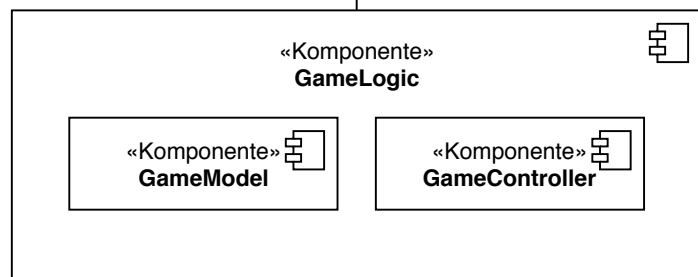 «Komponente»
GameLogic
«Komponente»
GameModel
«Komponente»
GameController